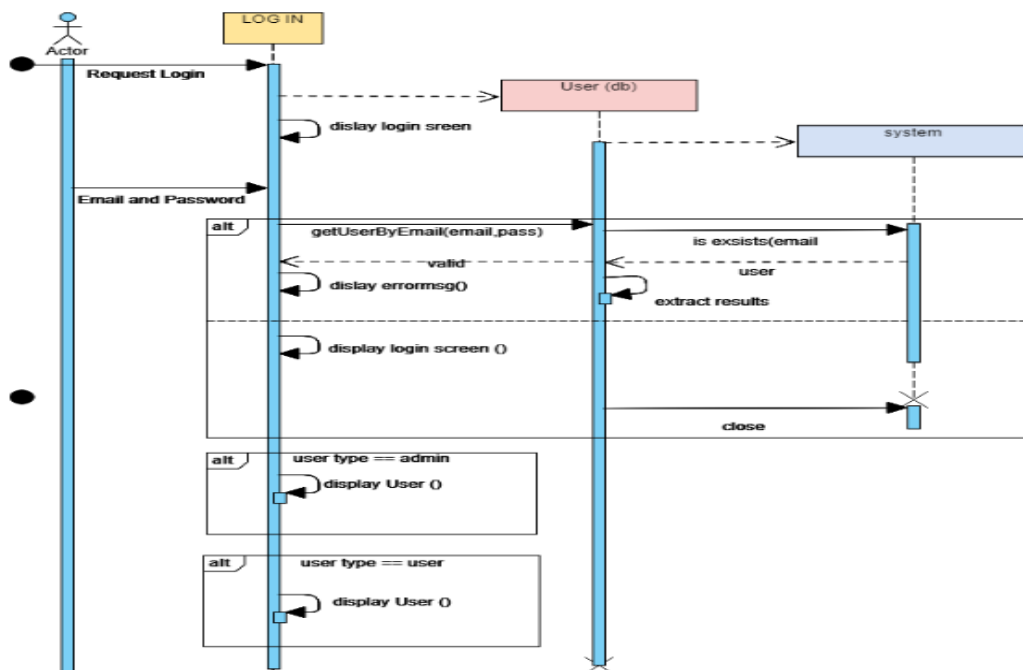 LOG IN
Actor
Request Login
User (db)
dislay login sreen
system
Email and Password
alt
getUserByEmail(email,pass)
is exsists(email
valid
user
dislay errormsg()
extract results
display login screen ()
close
alt
user type == admin
display User ()
alt
user type == user
display User ()